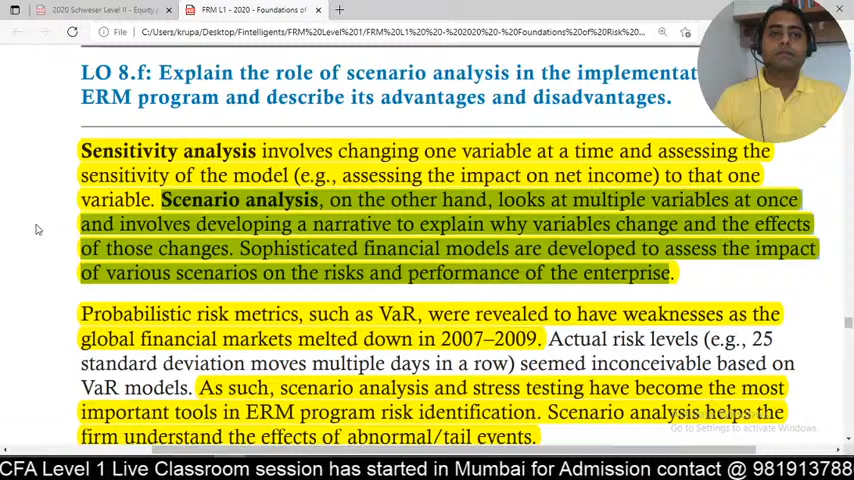 2020 Schweser Level II - Equity.p
FRM L1 - 2020 - Foundations of
File
C:/Users/krupa/Desktop/Fintelligents/FRM%20Level%201/FRM%20L1%20-%202020%20-%20Foundations%20of%20Risk%20...
LO 8.f: Explain the role of scenario analysis in the implementat
ERM program and describe its advantages and disadvantages.
Sensitivity analysis involves changing one variable at a time and assessing the
sensitivity of the model (e.g., assessing the impact on net income) to that one
variable. Scenario analysis, on the other hand, looks at multiple variables at once
and involves developing a narrative to explain why variables change and the effects
of those changes. Sophisticated financial models are developed to assess the impact
of various scenarios on the risks and performance of the enterprise.
Probabilistic risk metrics, such as VaR, were revealed to have weaknesses as the
global financial markets melted down in 2007–2009. Actual risk levels (e.g., 25
standard deviation moves multiple days in a row) seemed inconceivable based on
VaR models. As such, scenario analysis and stress testing have become the most
important tools in ERM program risk identification. Scenario analysis helps the
firm understand the effects of abnormal/tail events.
Go to Settings to activate Windows.
CFA Level 1 Live Classroom session has started in Mumbai for Admission contact @ 981913788